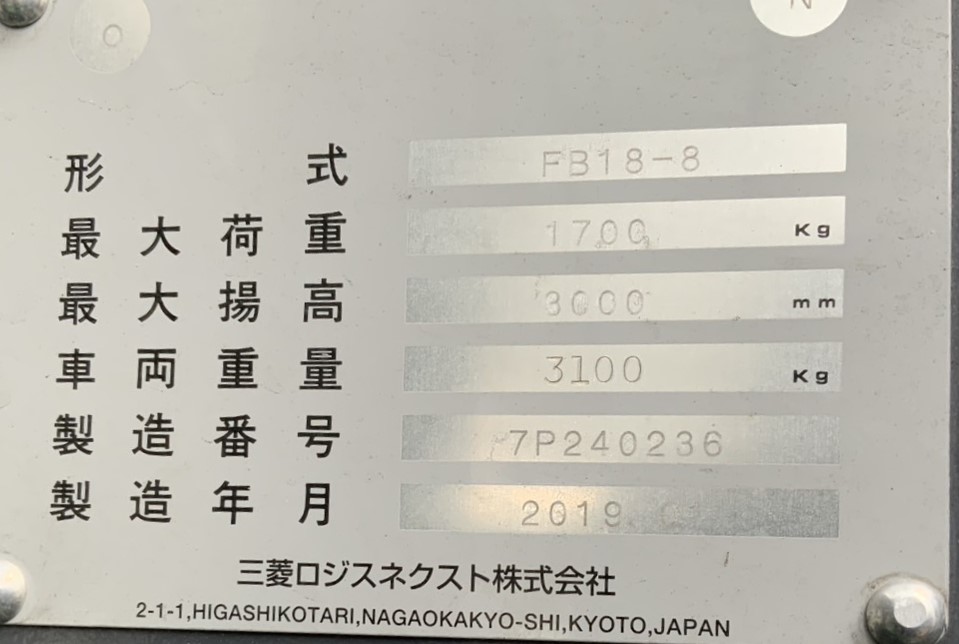 N
形式 FB18-8
最大荷重 1700 Kg
最大揚高 3000 mm
車両重量 3100 Kg
製造番号 7P240236
製造年月 2019
三菱ロジスネクスト株式会社
2-1-1,HIGASHIKOTARI,NAGAOKAKYO-SHI,KYOTO,JAPAN